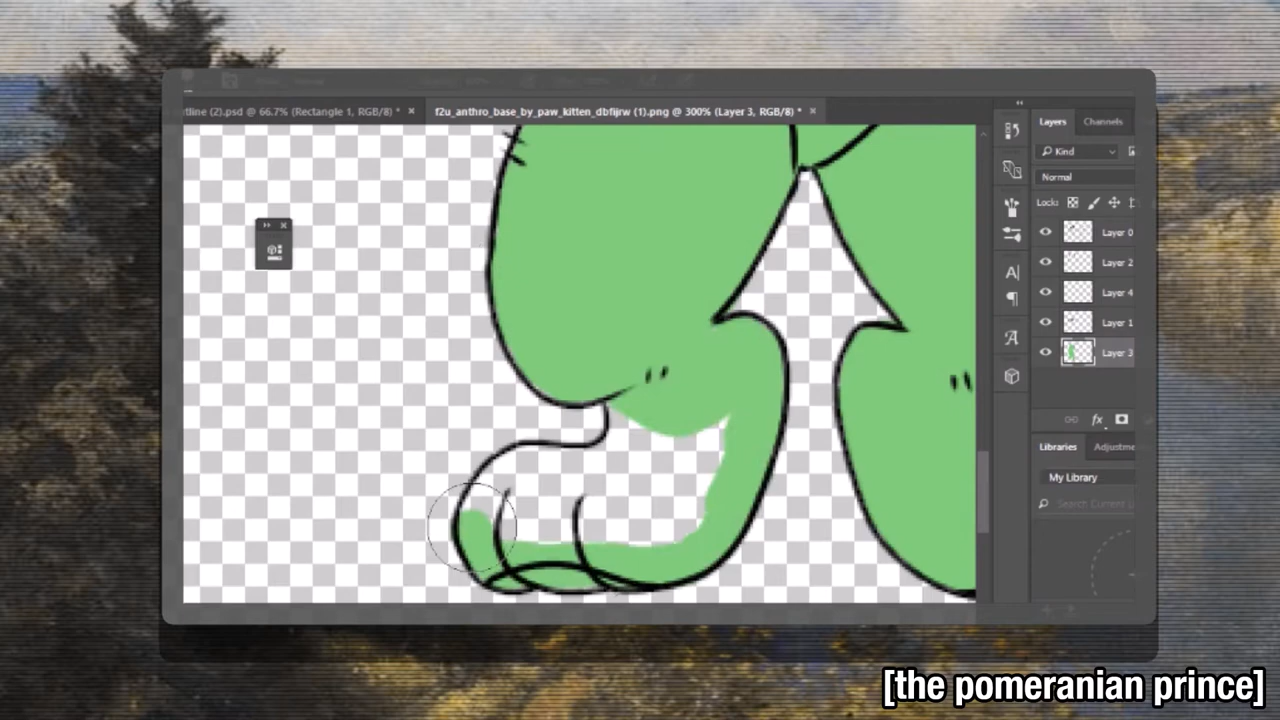 utline (2).psd @ 66.7% (Rectangle 1, RGB/8) *
f2u_anthro_base_by_paw_kitten_dbfijrw (1).png @ 300% (Layer 3, RGB/8) *
Layers Channels
Kind
Normal
Lock:
Layer 0
Layer 2
Layer 4
Layer 1
Layer 3
fx
Libraries Adjustme
My Library
Search Current
A|
A
[the pomeranian prince]